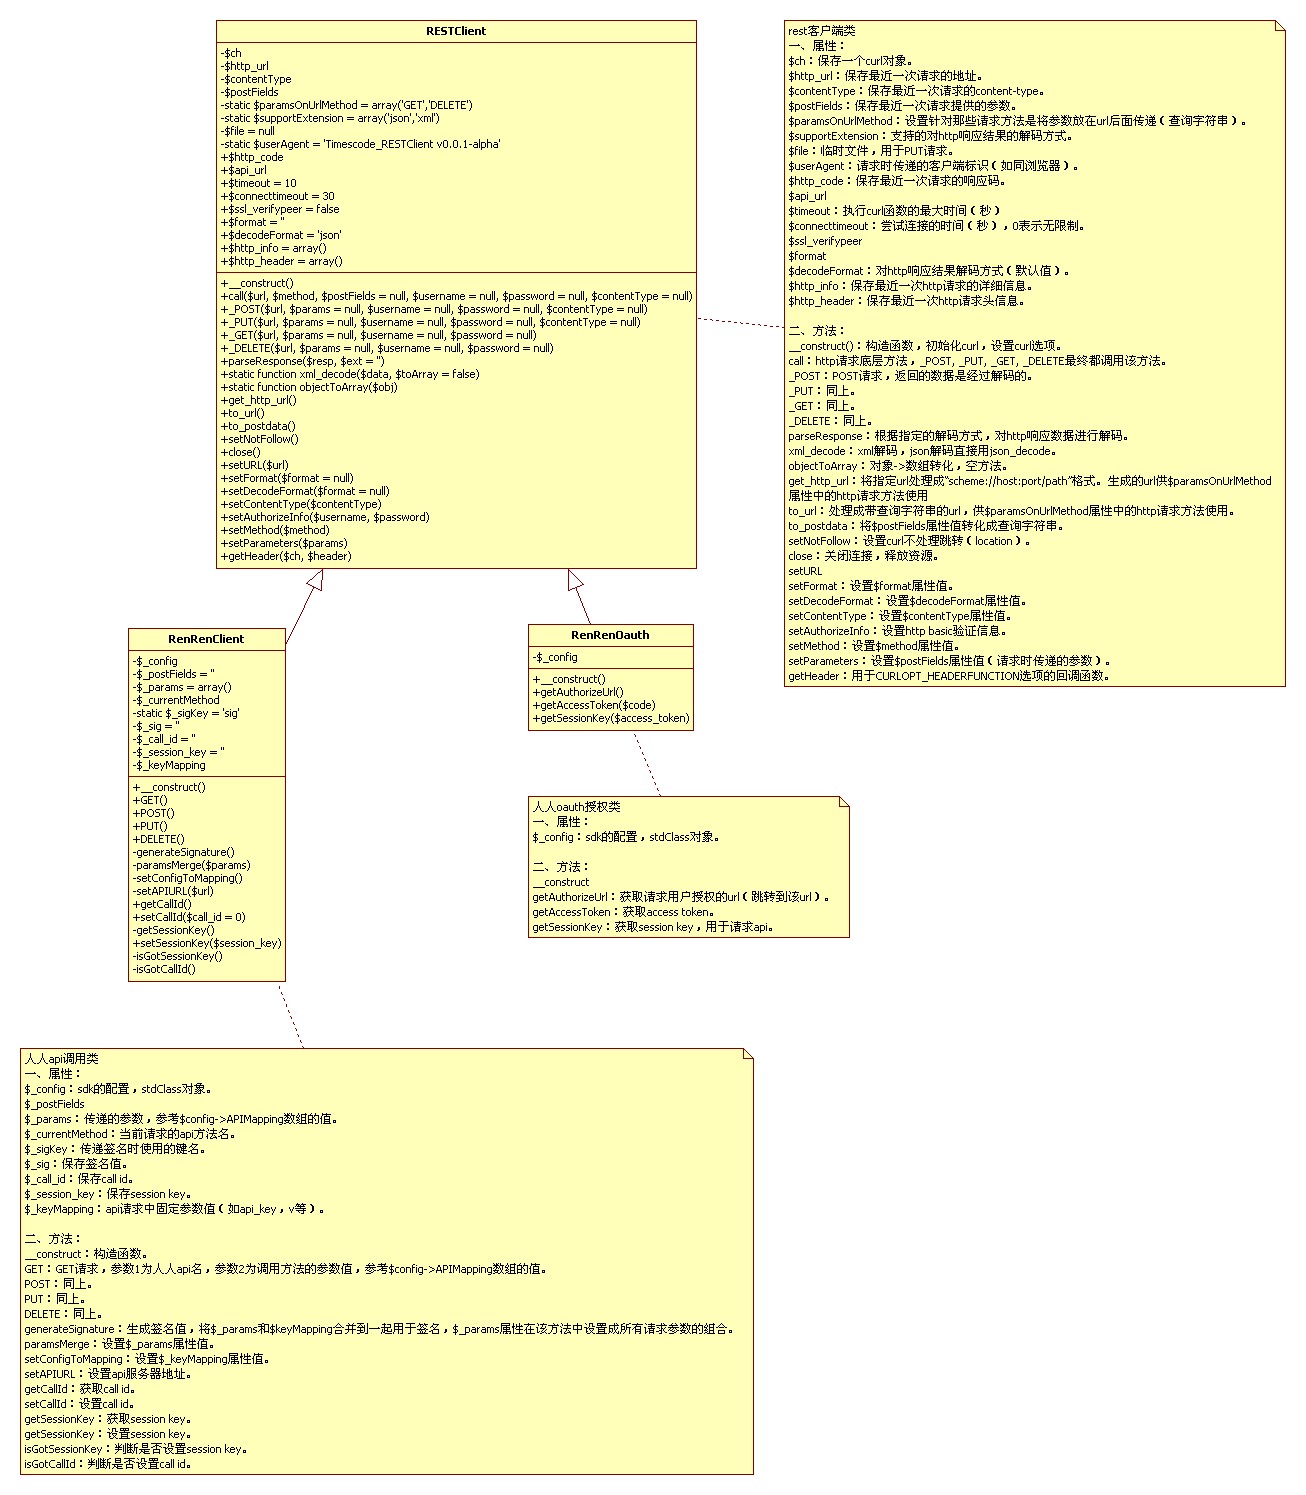 RESTClient
-$ch
-$http_url
-$contentType
-$postFields
-static $paramsOnUrlMethod = array('GET','DELETE')
-static $supportExtension = array('json','xml')
-$file = null
-static $userAgent = 'Timescode_RESTClient v0.0.1-alpha'
+$http_code
+$api_url
+$timeout = 10
+$connecttimeout = 30
+$ssl_verifypeer = false
+$format = ''
+$decodeFormat = 'json'
+$http_info = array()
+$http_header = array()
+__construct()
+call($url, $method, $postFields = null, $username = null, $password = null, $contentType = null)
+_POST($url, $params = null, $username = null, $password = null, $contentType = null)
+_PUT($url, $params = null, $username = null, $password = null, $contentType = null)
+_GET($url, $params = null, $username = null, $password = null)
+_DELETE($url, $params = null, $username = null, $password = null)
+parseResponse($resp, $ext = '')
+static function xml_decode($data, $toArray = false)
+static function objectToArray($obj)
+get_http_url()
+to_url()
+to_postdata()
+setNotFollow()
+close()
+setURL($url)
+setFormat($format = null)
+setDecodeFormat($format = null)
+setContentType($contentType)
+setAuthorizeInfo($username, $password)
+setMethod($method)
+setParameters($params)
+getHeader($ch, $header)
rest客户端类
一、属性：
$ch：保存一个curl对象。
$http_url：保存最近一次请求的地址。
$contentType：保存最近一次请求的content-type。
$postFields：保存最近一次请求提供的参数。
$paramsOnUrlMethod：设置针对那些请求方法是将参数放在url后面传递（查询字符串）。
$supportExtension：支持的对http响应结果的解码方式。
$file：临时文件，用于PUT请求。
$userAgent：请求时传递的客户端标识（如同浏览器）。
$http_code：保存最近一次请求的响应码。
$api_url
$timeout：执行curl函数的最大时间（秒）
$connecttimeout：尝试连接的时间（秒），0表示无限制。
$ssl_verifypeer
$format
$decodeFormat：对http响应结果解码方式（默认值）。
$http_info：保存最近一次http请求的详细信息。
$http_header：保存最近一次http请求头信息。
二、方法：
__construct()：构造函数，初始化curl，设置curl选项。
call：http请求底层方法，_POST, _PUT, _GET, _DELETE最终都调用该方法。
_POST：POST请求，返回的数据是经过解码的。
_PUT：同上。
_GET：同上。
_DELETE：同上。
parseResponse：根据指定的解码方式，对http响应数据进行解码。
xml_decode：xml解码，json解码直接用json_decode。
objectToArray：对象->数组转化，空方法。
get_http_url：将指定url处理成"scheme://host:port/path"格式。生成的url供$paramsOnUrlMethod
属性中的http请求方法使用
to_url：处理成带查询字符串的url，供$paramsOnUrlMethod属性中的http请求方法使用。
to_postdata：将$postFields属性值转化成查询字符串。
setNotFollow：设置curl不处理跳转（location）。
close：关闭连接，释放资源。
setURL
setFormat：设置$format属性值。
setDecodeFormat：设置$decodeFormat属性值。
setContentType：设置$contentType属性值。
setAuthorizeInfo：设置http basic验证信息。
setMethod：设置$method属性值。
setParameters：设置$postFields属性值（请求时传递的参数）。
getHeader：用于CURLOPT_HEADERFUNCTION选项的回调函数。
RenRenClient
-$_config
-$_postFields = ''
-$_params = array()
-$_currentMethod
-static $_sigKey = 'sig'
-$_sig = ''
-$_call_id = ''
-$_session_key = ''
-$_keyMapping
+__construct()
+GET()
+POST()
+PUT()
+DELETE()
-generateSignature()
-paramsMerge($params)
-setConfigToMapping()
-setAPIURL($url)
+getCallId()
+setCallId($call_id = 0)
-getSessionKey()
+setSessionKey($session_key)
-isGotSessionKey()
-isGotCallId()
RenRenOauth
-$_config
+__construct()
+getAuthorizeUrl()
+getAccessToken($code)
+getSessionKey($access_token)
人人oauth授权类
一、属性：
$_config：sdk的配置，stdClass对象。
二、方法：
__construct
getAuthorizeUrl：获取请求用户授权的url（跳转到该url）。
getAccessToken：获取access token。
getSessionKey：获取session key，用于请求api。
人人api调用类
一、属性：
$_config：sdk的配置，stdClass对象。
$_postFields
$_params：传递的参数，参考$config->APIMapping数组的值。
$_currentMethod：当前请求的api方法名。
$_sigKey：传递签名时使用的键名。
$_sig：保存签名值。
$_call_id：保存call id。
$_session_key：保存session key。
$_keyMapping：api请求中固定参数值（如api_key，v等）。
二、方法：
__construct：构造函数。
GET：GET请求，参数1为人人api名，参数2为调用方法的参数值，参考$config->APIMapping数组的值。
POST：同上。
PUT：同上。
DELETE：同上。
generateSignature：生成签名值，将$_params和$keyMapping合并到一起用于签名，$_params属性在该方法中设置成所有请求参数的组合。
paramsMerge：设置$_params属性值。
setConfigToMapping：设置$_keyMapping属性值。
setAPIURL：设置api服务器地址。
getCallId：获取call id。
setCallId：设置call id。
getSessionKey：获取session key。
getSessionKey：设置session key。
isGotSessionKey：判断是否设置session key。
isGotCallId：判断是否设置call id。